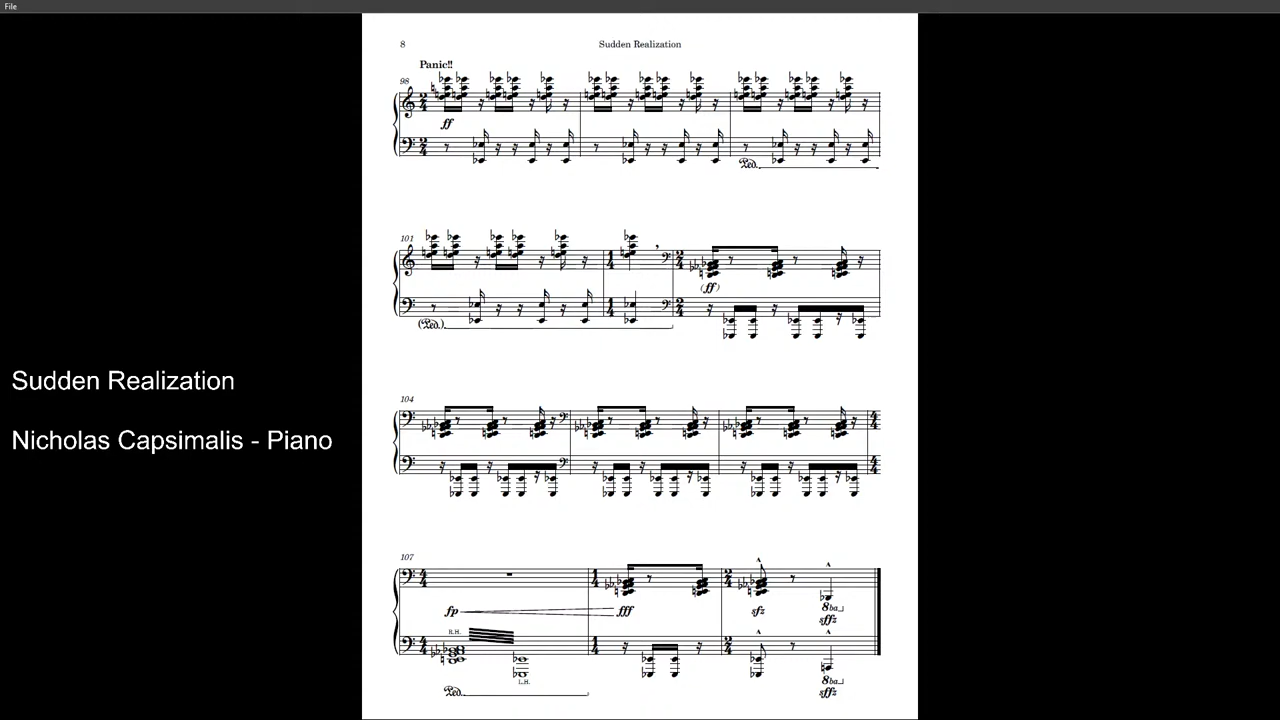 File
8
Sudden Realization
Panic!!
98
ff
Ped.
101
(ff)
(Ped.)
104
Sudden Realization
Nicholas Capsimalis - Piano
107
fp
fff
sfz
8ba
sffz
R.H.
L.H.
8ba
Ped.
sffz